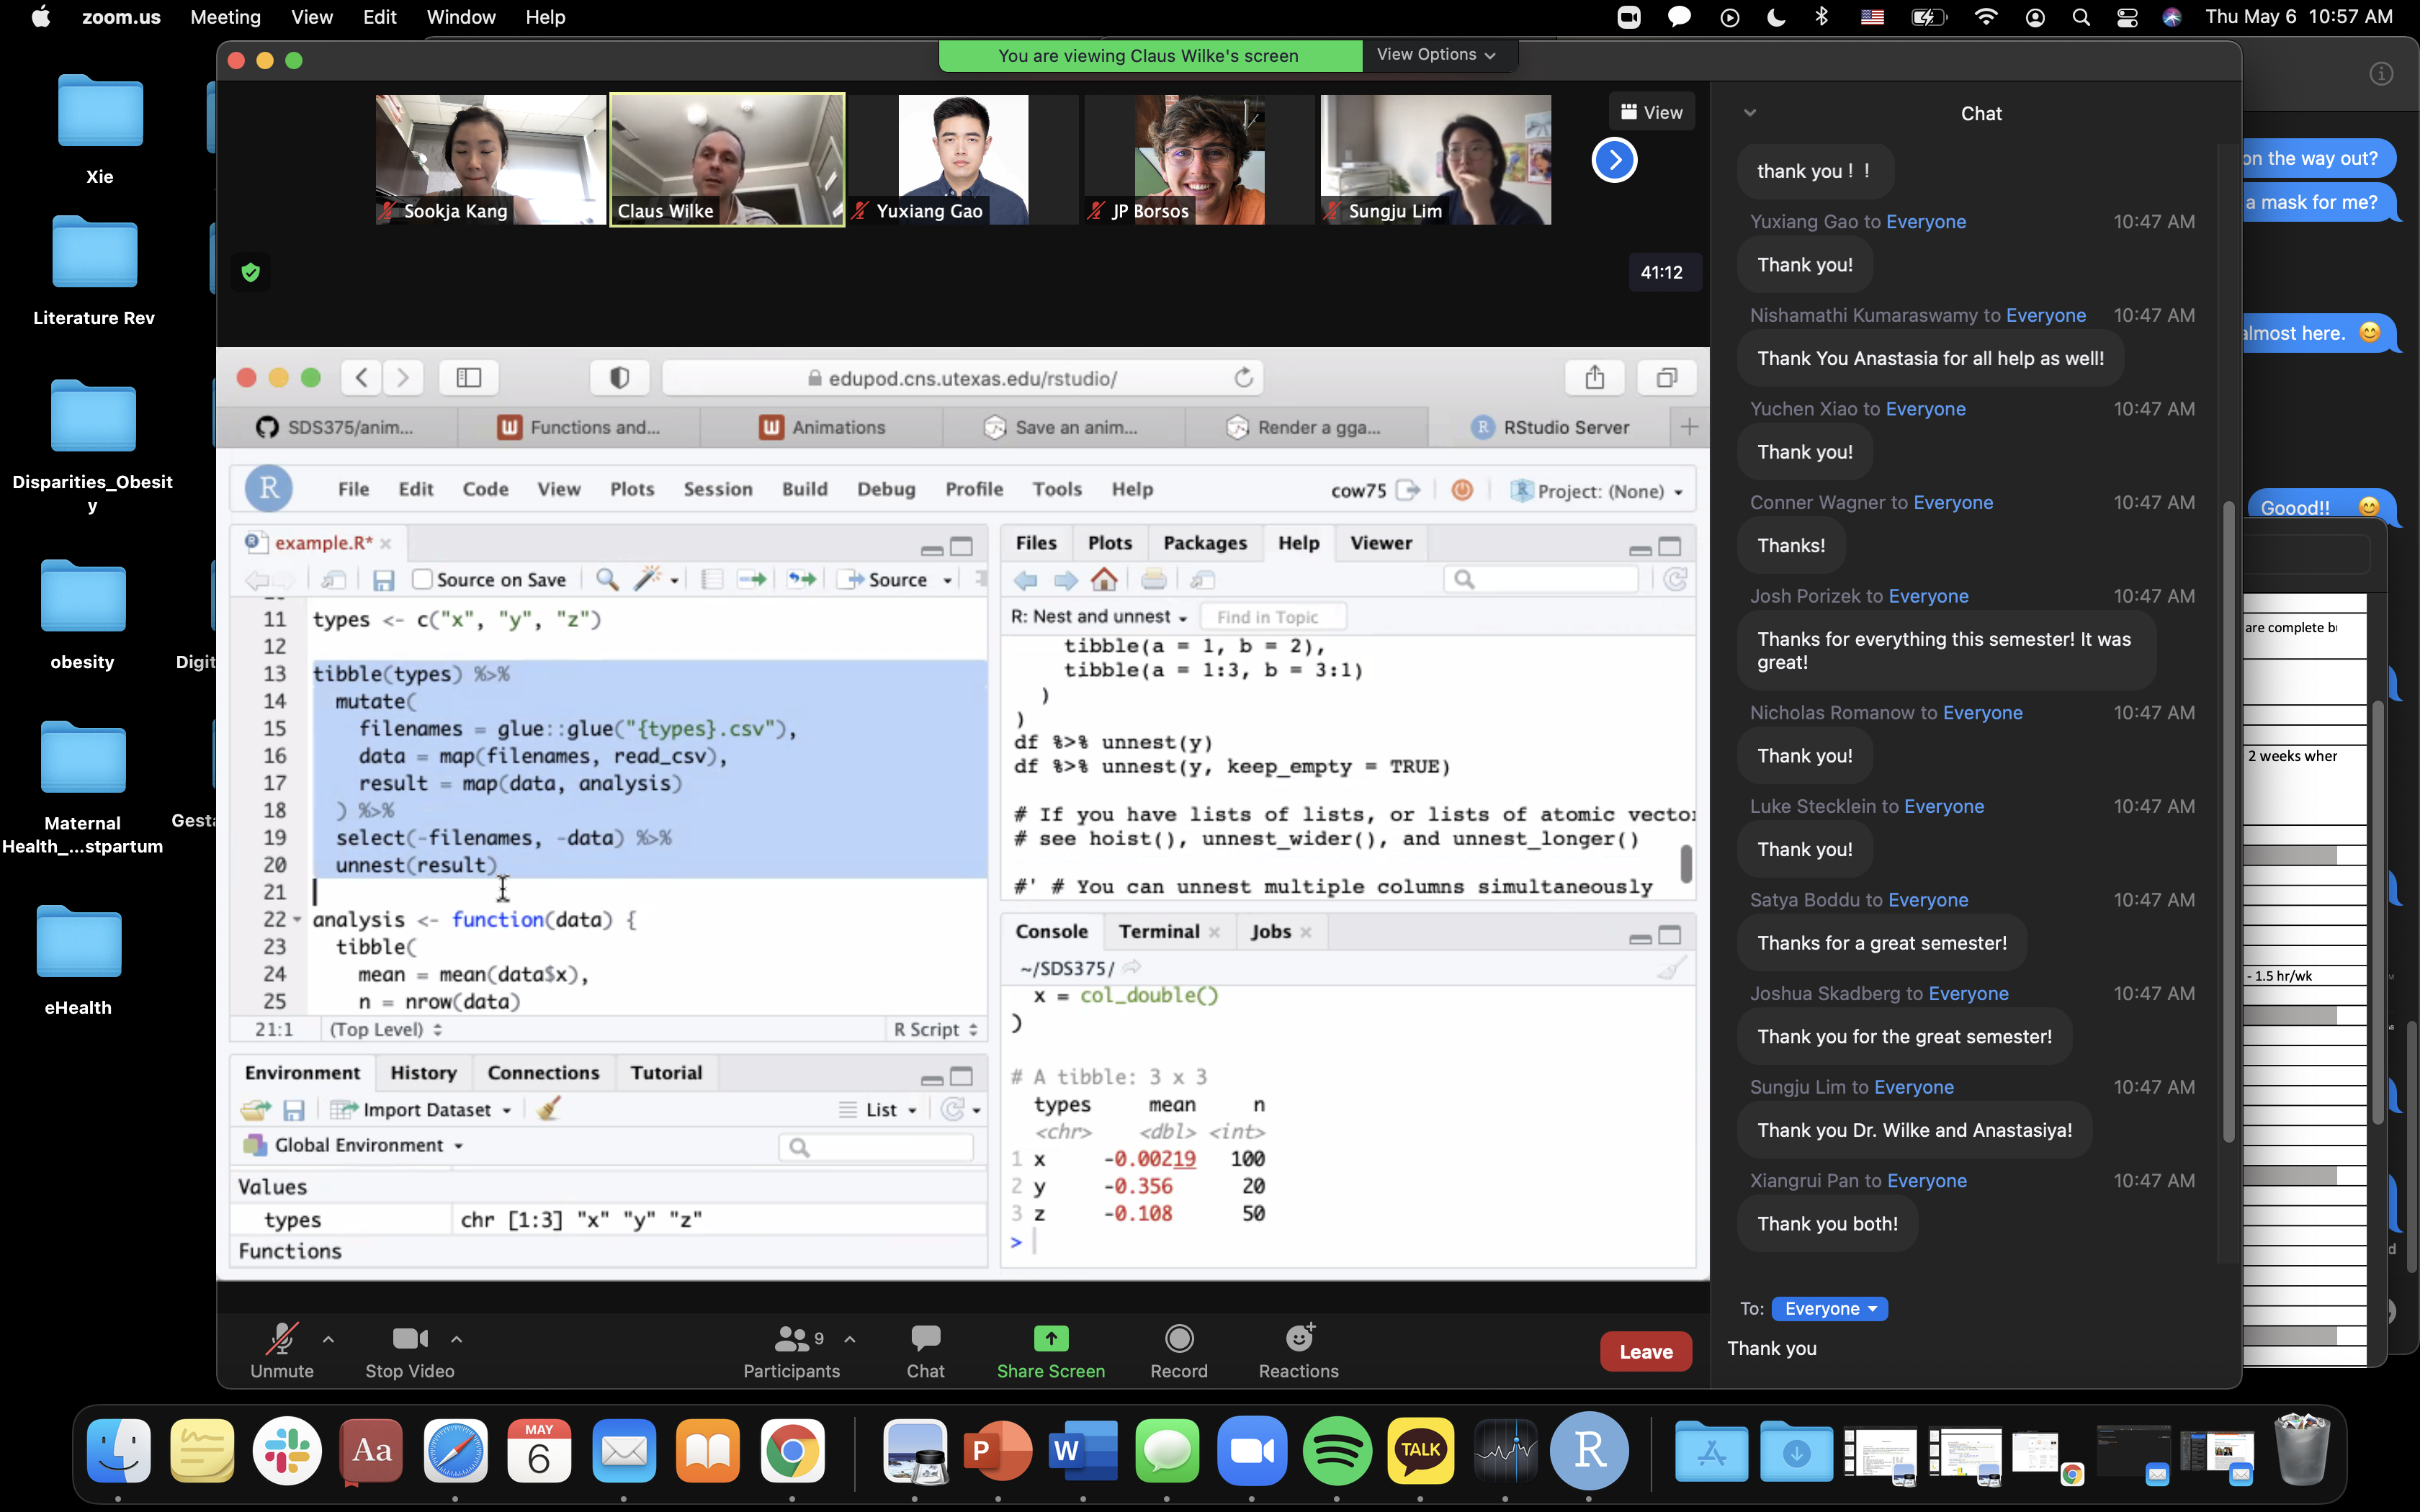 zoom.us Meeting View Edit Window Help
Thu May 6 10:57 AM
You are viewing Claus Wilke's screen
View Options
Xie
Literature Rev
Disparities_Obesit
y
obesity
Maternal
Health_...stpartum
eHealth
Digit
Gesta
Sookja Kang
Claus Wilke
Yuxiang Gao
JP Borsos
Sungju Lim
View
41:12
edupod.cns.utexas.edu/rstudio/
SDS375/anim...
Functions and...
Animations
Save an anim...
Render a gga...
RStudio Server
R File Edit Code View Plots Session Build Debug Profile Tools Help
cow75
Project: (None)
example.R*
Source on Save
Source
11 types <- c("x", "y", "z")
12
13 tibble(types) %>%
14 mutate(
15 filenames = glue::glue("{types}.csv"),
16 data = map(filenames, read_csv),
17 result = map(data, analysis)
18 ) %>%
19 select(-filenames, -data) %>%
20 unnest(result)
21
22 analysis <- function(data) {
23 tibble(
24 mean = mean(data$x),
25 n = nrow(data)
21:1 (Top Level) R Script
Environment History Connections Tutorial
Import Dataset
List
Global Environment
Values
types chr [1:3] "x" "y" "z"
Functions
Files Plots Packages Help Viewer
R: Nest and unnest
Find in Topic
tibble(a = 1, b = 2),
tibble(a = 1:3, b = 3:1)
)
)
df %>% unnest(y)
df %>% unnest(y, keep_empty = TRUE)
# If you have lists of lists, or lists of atomic vector
# see hoist(), unnest_wider(), and unnest_longer()
#' # You can unnest multiple columns simultaneously
Console Terminal Jobs
~/SDS375/
x = col_double()
)
# A tibble: 3 x 3
types mean n
<chr> <dbl> <int>
1 x -0.00219 100
2 y -0.356 20
3 z -0.108 50
>
Unmute
Stop Video
9
Participants
Chat
Share Screen
Record
Reactions
Leave
Chat
thank you！！
Yuxiang Gao to Everyone 10:47 AM
Thank you!
Nishamathi Kumaraswamy to Everyone 10:47 AM
Thank You Anastasia for all help as well!
Yuchen Xiao to Everyone 10:47 AM
Thank you!
Conner Wagner to Everyone 10:47 AM
Thanks!
Josh Porizek to Everyone 10:47 AM
Thanks for everything this semester! It was
great!
Nicholas Romanow to Everyone 10:47 AM
Thank you!
Luke Stecklein to Everyone 10:47 AM
Thank you!
Satya Boddu to Everyone 10:47 AM
Thanks for a great semester!
Joshua Skadberg to Everyone 10:47 AM
Thank you for the great semester!
Sungju Lim to Everyone 10:47 AM
Thank you Dr. Wilke and Anastasiya!
Xiangrui Pan to Everyone 10:47 AM
Thank you both!
To: Everyone
Thank you
on the way out?
a mask for me?
almost here. 😊
Goood!! 😊
are complete bu
2 weeks wher
- 1.5 hr/wk
Aa
MAY
6
P
W
TALK
R